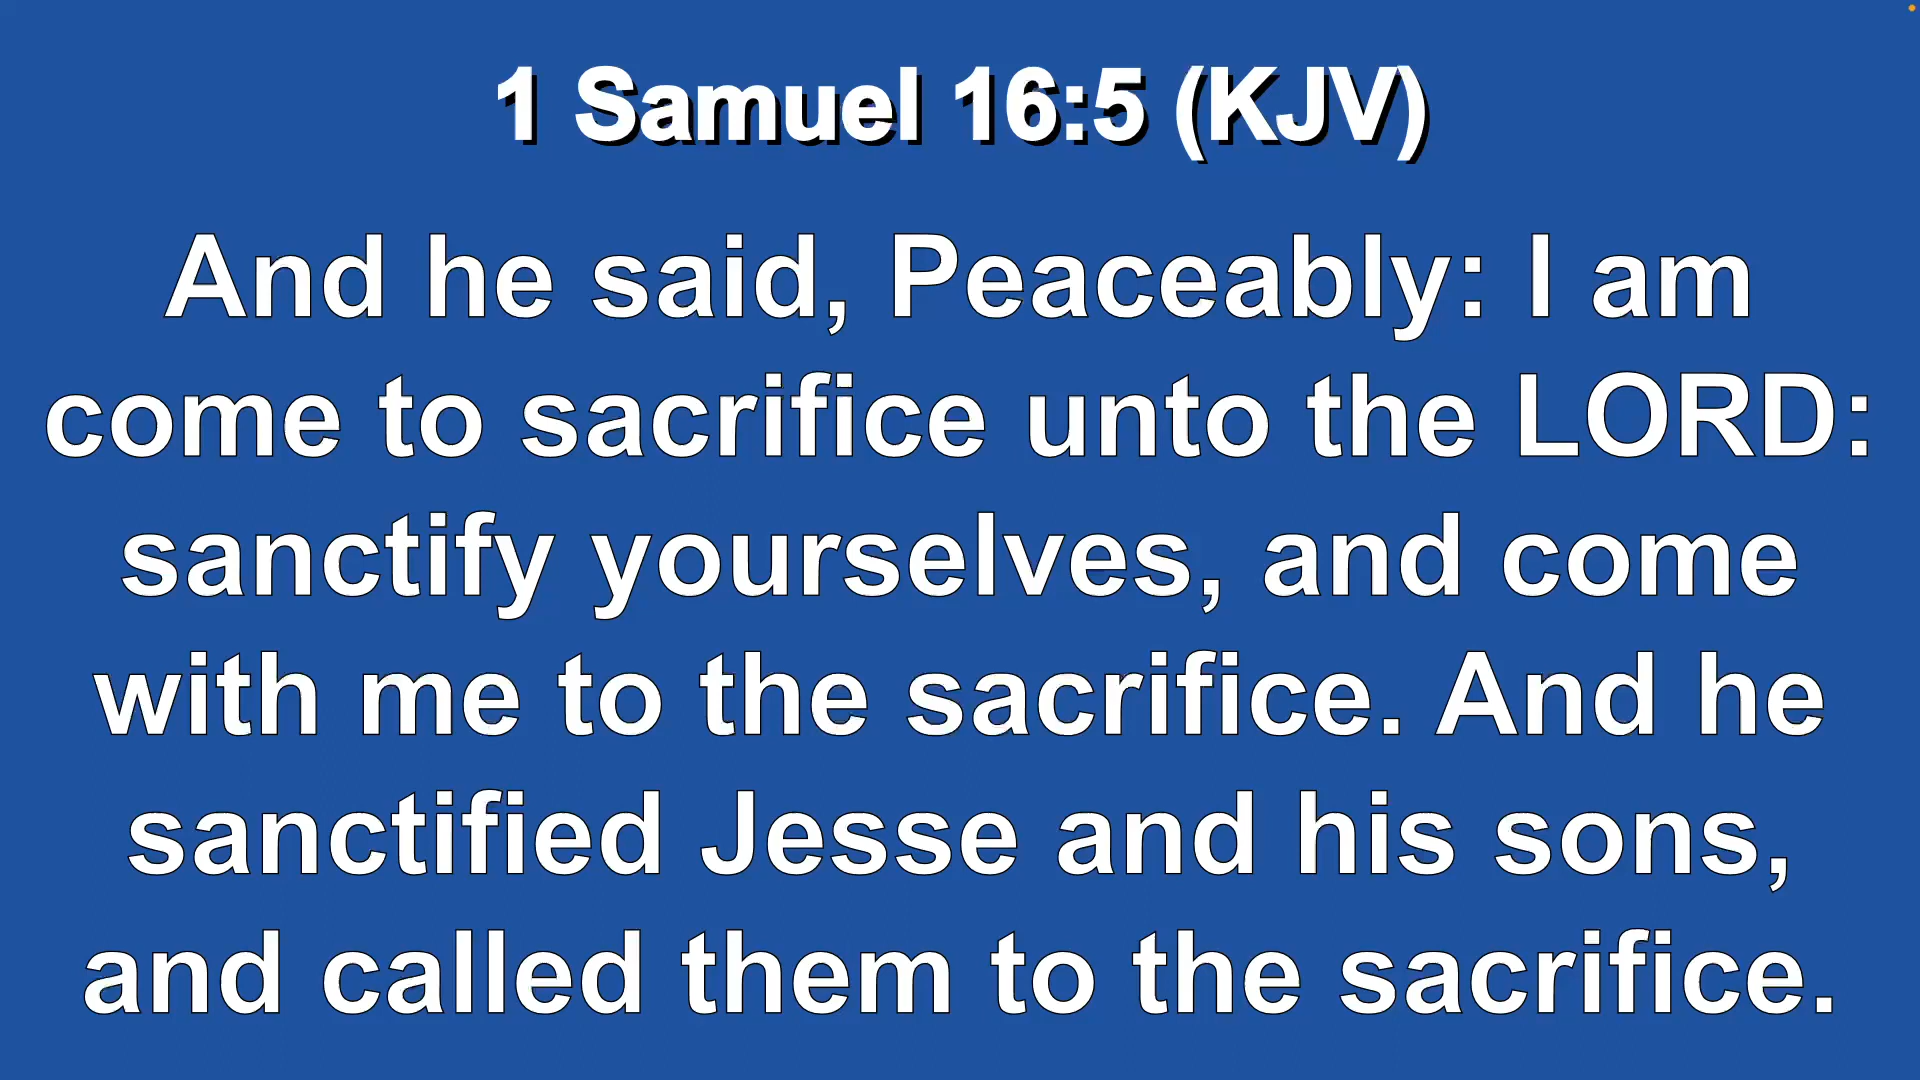 1 Samuel 16:5 (KJV)
And he said, Peaceably: I am
come to sacrifice unto the LORD:
sanctify yourselves, and come
with me to the sacrifice. And he
sanctified Jesse and his sons,
and called them to the sacrifice.